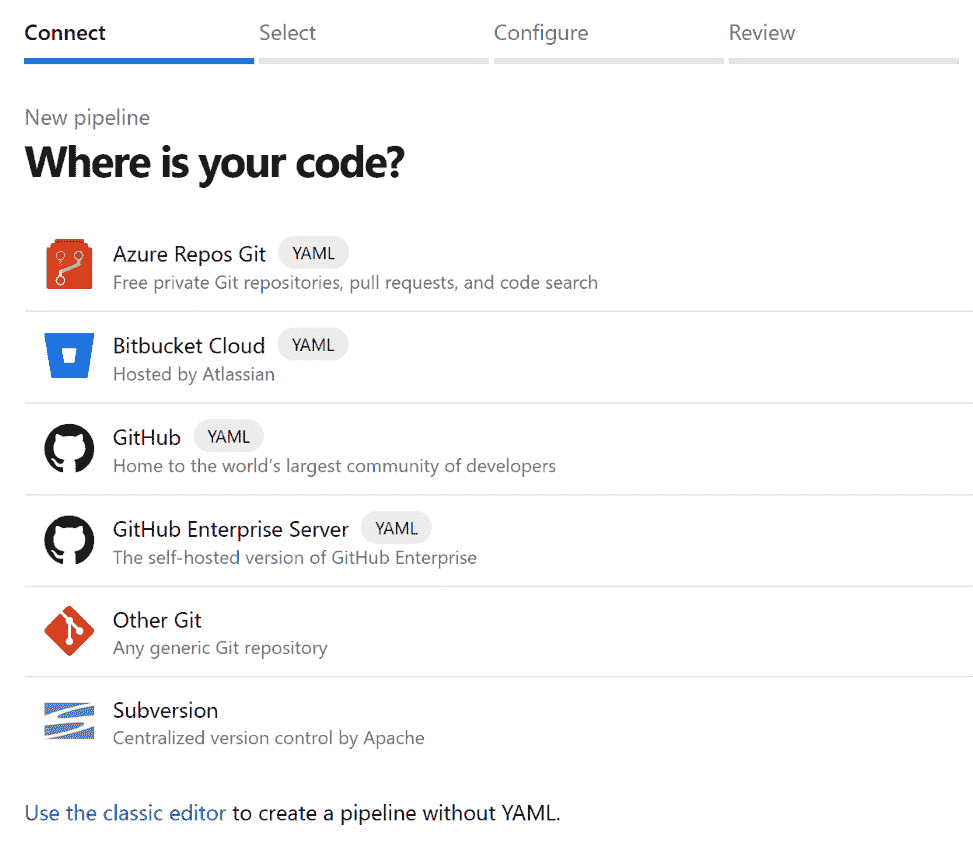 Connect Select Configure Review
New pipeline
Where is your code?
Azure Repos Git YAML
Free private Git repositories, pull requests, and code search
Bitbucket Cloud YAML
Hosted by Atlassian
GitHub YAML
Home to the world's largest community of developers
GitHub Enterprise Server YAML
The self-hosted version of GitHub Enterprise
Other Git
Any generic Git repository
Subversion
Centralized version control by Apache
Use the classic editor to create a pipeline without YAML.